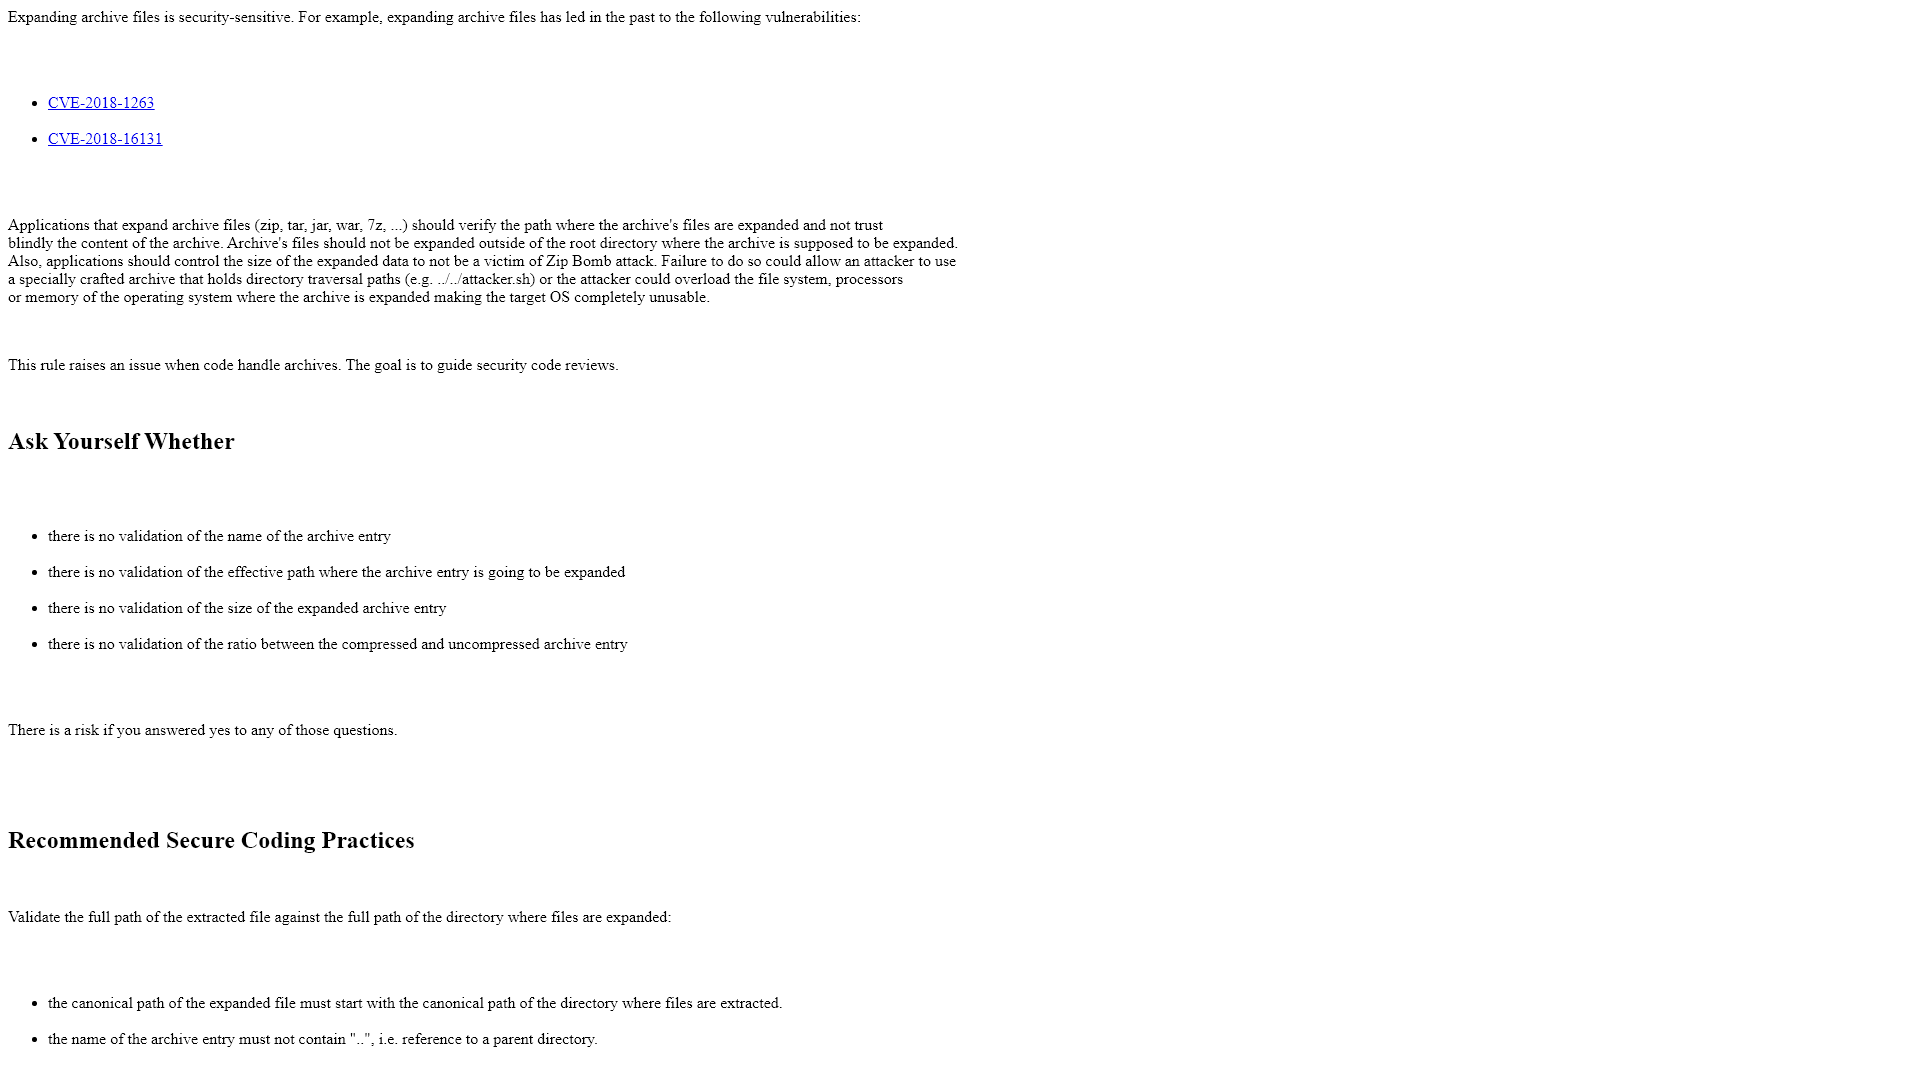 Expanding archive files is security-sensitive. For example, expanding archive files has led in the past to the following vulnerabilities:
CVE-2018-1263
CVE-2018-16131
Applications that expand archive files (zip, tar, jar, war, 7z, ...) should verify the path where the archive's files are expanded and not trust
blindly the content of the archive. Archive's files should not be expanded outside of the root directory where the archive is supposed to be expanded.
Also, applications should control the size of the expanded data to not be a victim of Zip Bomb attack. Failure to do so could allow an attacker to use
a specially crafted archive that holds directory traversal paths (e.g. ../../attacker.sh) or the attacker could overload the file system, processors
or memory of the operating system where the archive is expanded making the target OS completely unusable.
This rule raises an issue when code handle archives. The goal is to guide security code reviews.
Ask Yourself Whether
there is no validation of the name of the archive entry
there is no validation of the effective path where the archive entry is going to be expanded
there is no validation of the size of the expanded archive entry
there is no validation of the ratio between the compressed and uncompressed archive entry
There is a risk if you answered yes to any of those questions.
Recommended Secure Coding Practices
Validate the full path of the extracted file against the full path of the directory where files are expanded:
the canonical path of the expanded file must start with the canonical path of the directory where files are extracted.
the name of the archive entry must not contain "..", i.e. reference to a parent directory.